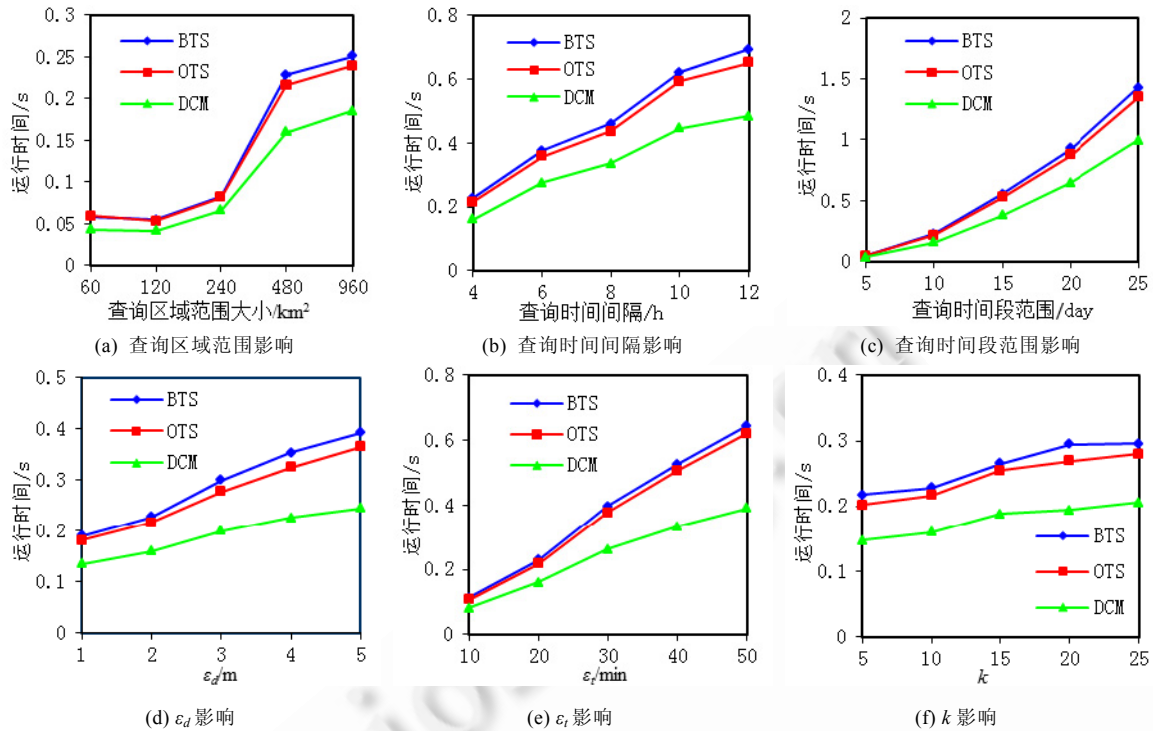 0.3
0.25
0.2
0.15
0.1
0.05
0
运行时间/s
BTS
OTS
DCM
60 120 240 480 960
查询区域范围大小/km²
(a) 查询区域范围影响
0.8
0.6
0.4
0.2
0
运行时间/s
BTS
OTS
DCM
4 6 8 10 12
查询时间间隔/h
(b) 查询时间间隔影响
2
1.5
1
0.5
0
运行时间/s
BTS
OTS
DCM
5 10 15 20 25
查询时间段范围/day
(c) 查询时间段范围影响
0.5
0.4
0.3
0.2
0.1
0
运行时间/s
BTS
OTS
DCM
1 2 3 4 5
εd/m
(d) εd 影响
0.8
0.6
0.4
0.2
0
运行时间/s
BTS
OTS
DCM
10 20 30 40 50
εt/min
(e) εt 影响
0.4
0.3
0.2
0.1
0
运行时间/s
BTS
OTS
DCM
5 10 15 20 25
k
(f) k 影响